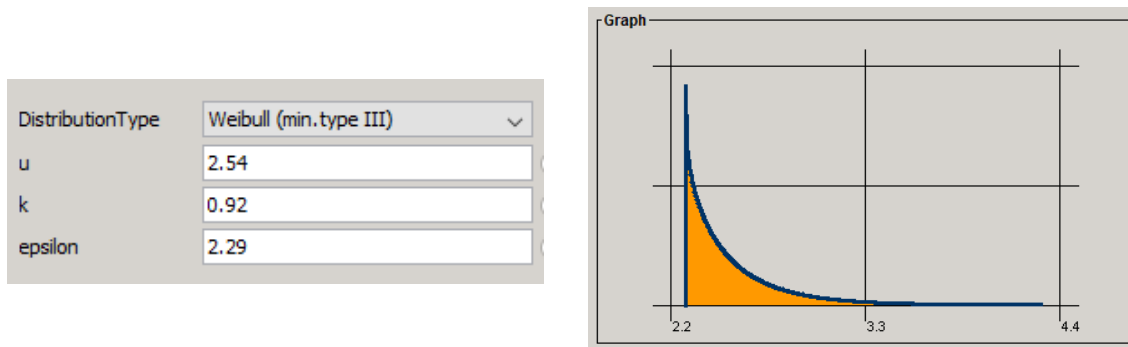 DistributionType Weibull (min.type III)
u 2.54
k 0.92
epsilon 2.29
Graph
2.2 3.3 4.4